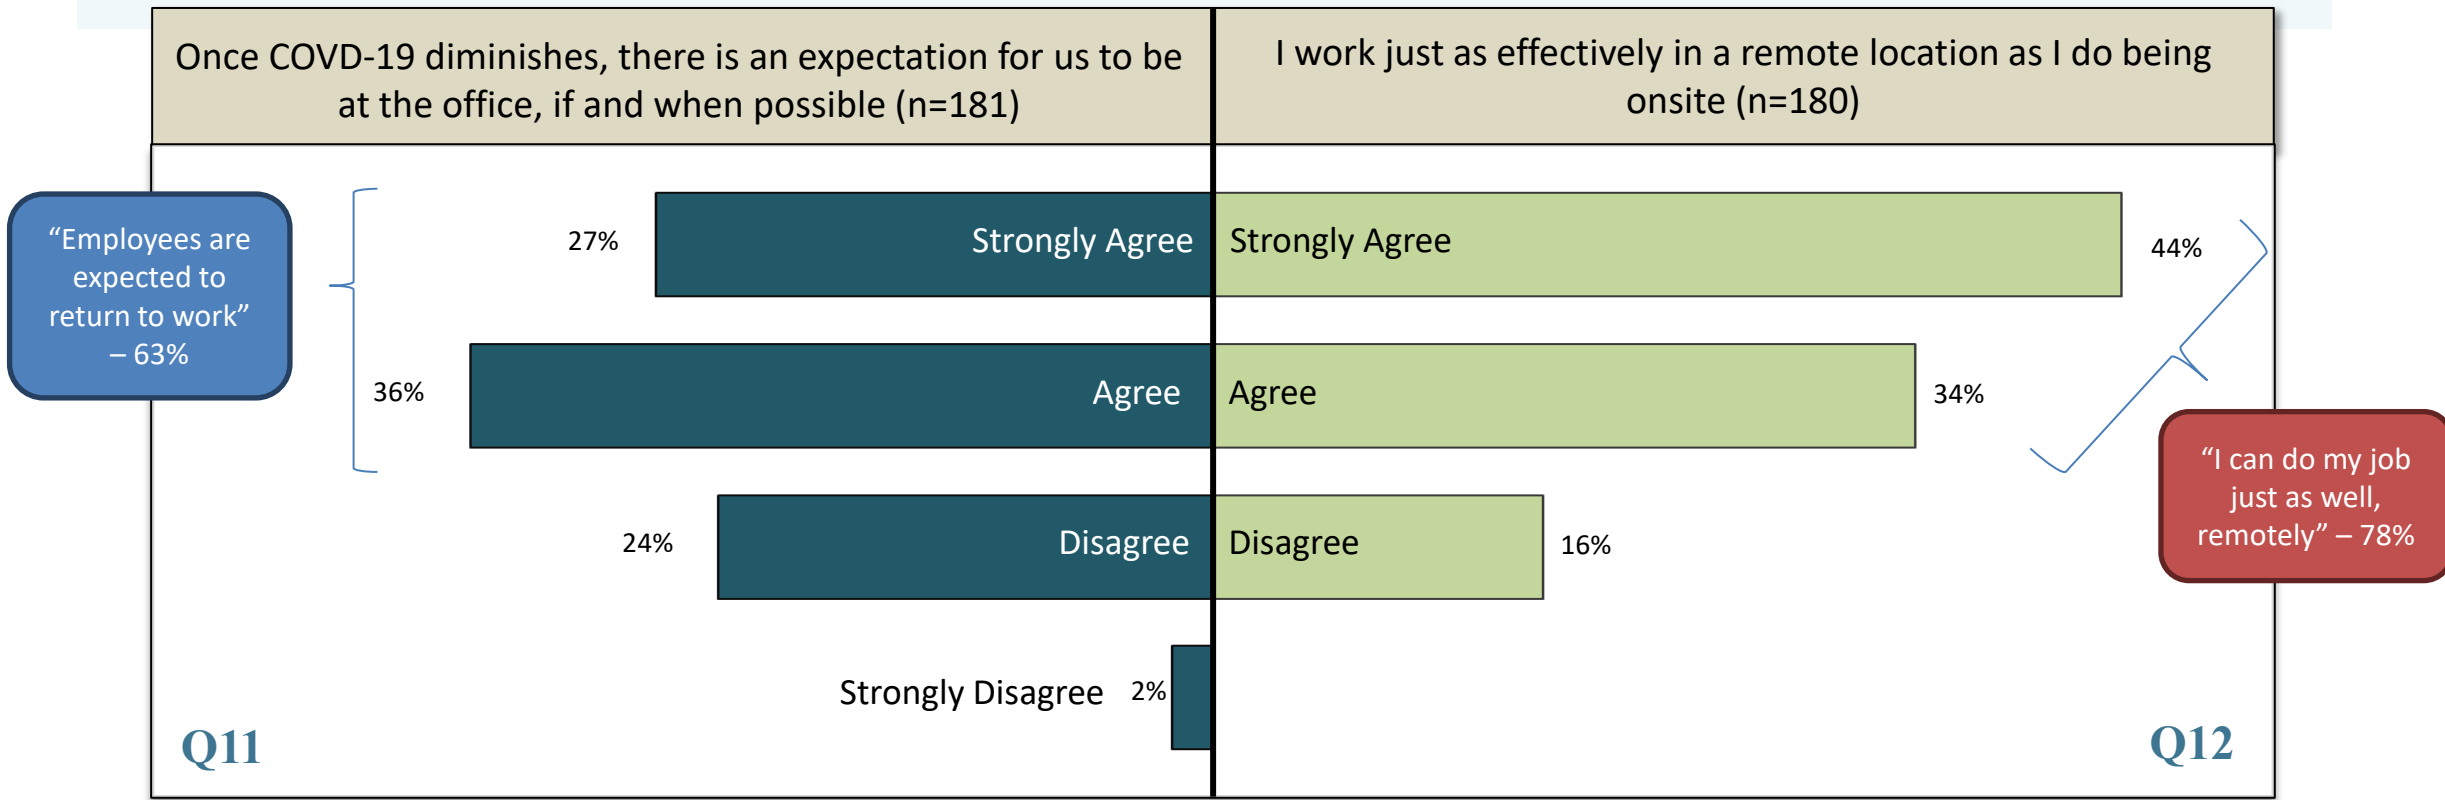 Once COVD-19 diminishes, there is an expectation for us to be
at the office, if and when possible (n=181)
I work just as effectively in a remote location as I do being
onsite (n=180)
“Employees are
expected to
return to work”
– 63%
27%
Strongly Agree
Strongly Agree
44%
36%
Agree
Agree
34%
24%
Disagree
Disagree
16%
“I can do my job
just as well,
remotely” – 78%
Strongly Disagree
2%
Q11
Q12